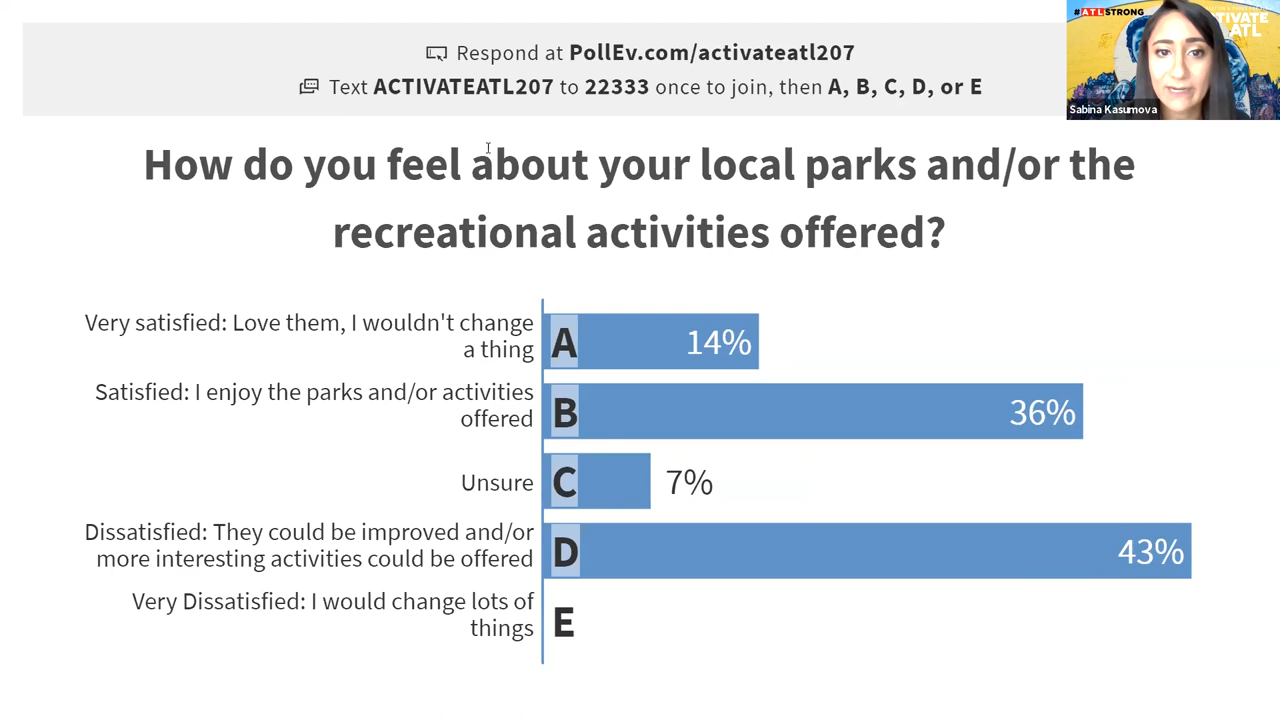 #ATLSTRONG
TIVATE
ATL
Sabina Kasumova
Respond at PollEv.com/activateatl207
Text ACTIVATEATL207 to 22333 once to join, then A, B, C, D, or E
How do you feel about your local parks and/or the
recreational activities offered?
Very satisfied: Love them, I wouldn't change
a thing
A
14%
Satisfied: I enjoy the parks and/or activities
offered
B
36%
Unsure
C
7%
Dissatisfied: They could be improved and/or
more interesting activities could be offered
D
43%
Very Dissatisfied: I would change lots of
things
E